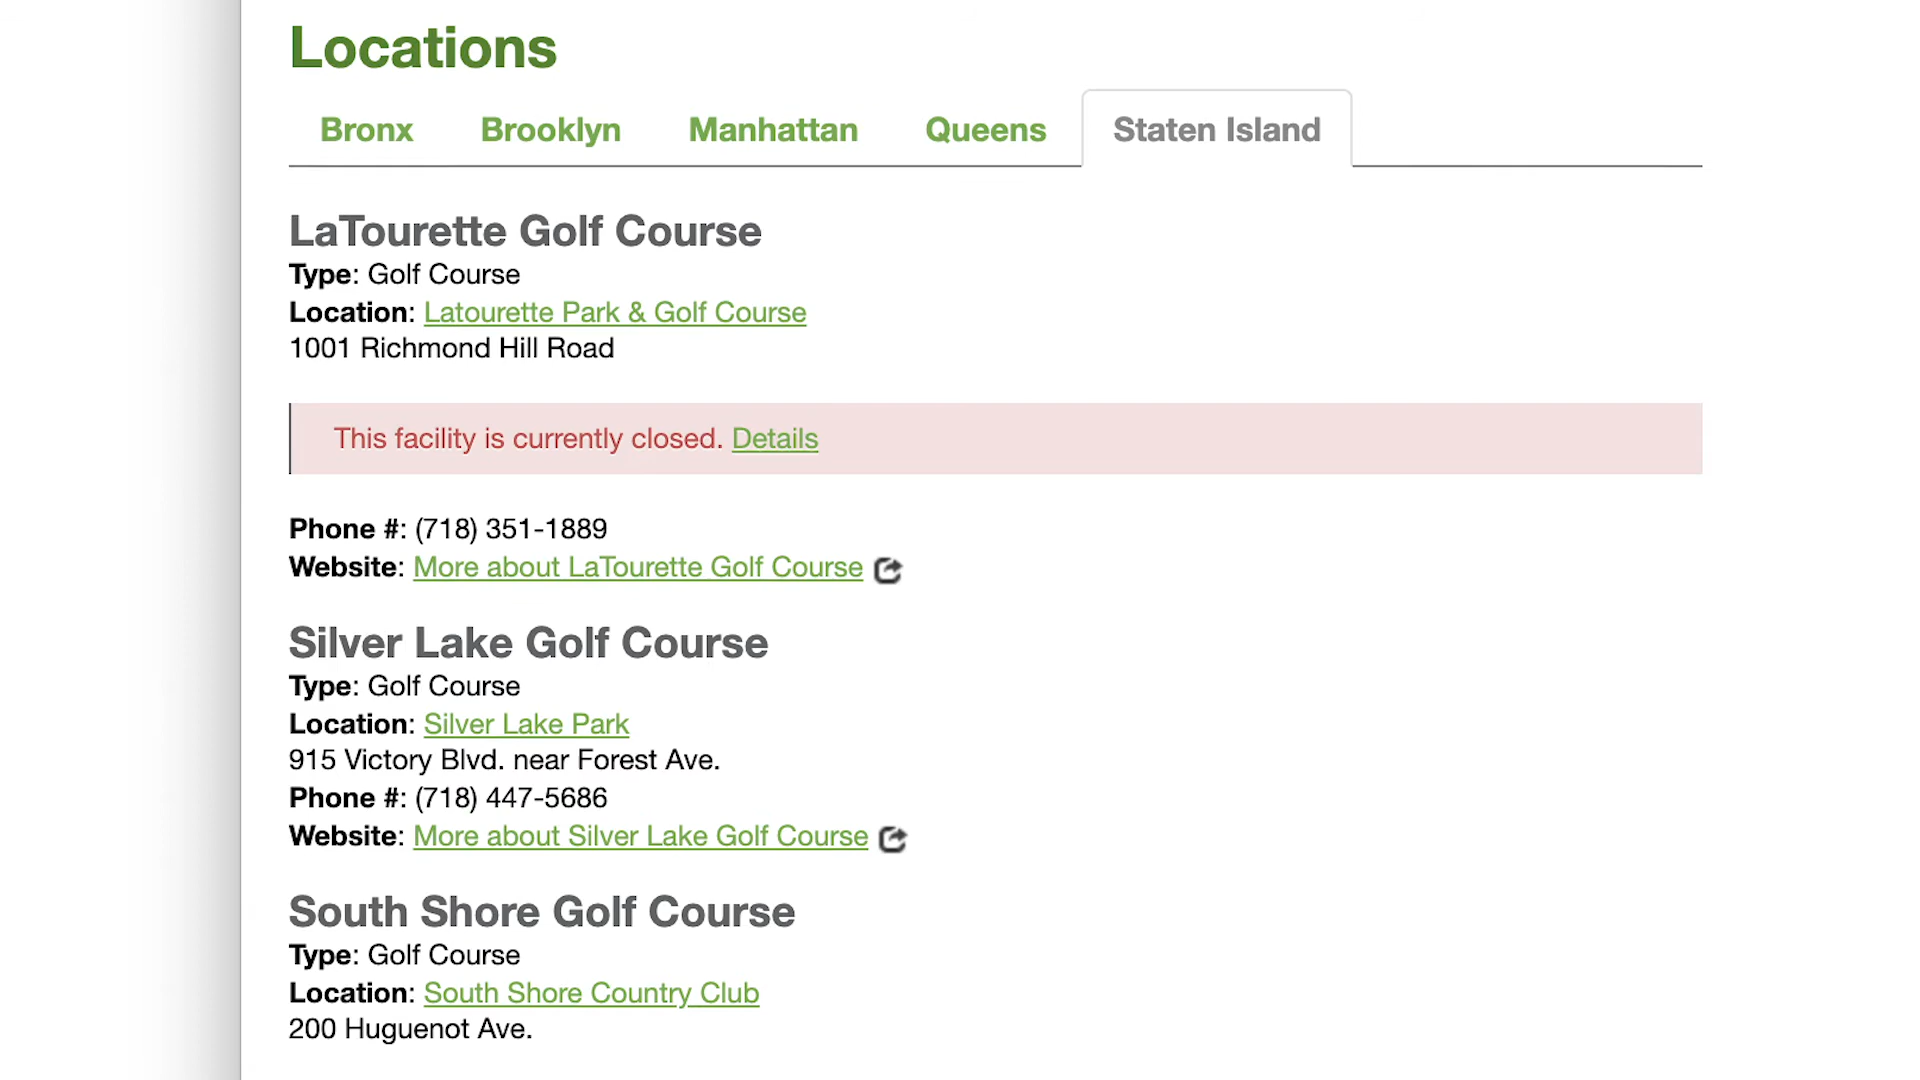 Locations
Bronx Brooklyn Manhattan Queens Staten Island
LaTourette Golf Course
Type: Golf Course
Location: Latourette Park & Golf Course
1001 Richmond Hill Road
This facility is currently closed. Details
Phone #: (718) 351-1889
Website: More about LaTourette Golf Course
Silver Lake Golf Course
Type: Golf Course
Location: Silver Lake Park
915 Victory Blvd. near Forest Ave.
Phone #: (718) 447-5686
Website: More about Silver Lake Golf Course
South Shore Golf Course
Type: Golf Course
Location: South Shore Country Club
200 Huguenot Ave.